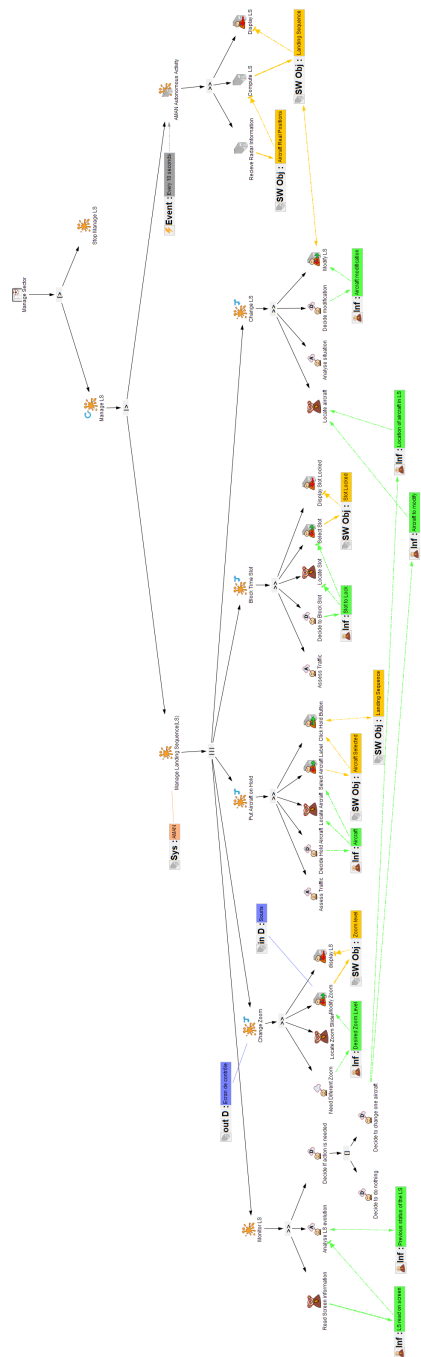 Manage Sector
[>
Manage LS
Stop Manage LS
|||
Manage Landing Sequence(LS)
AMAN Autonomous Activity
Sys : AMAN
Event : Every 10 seconds
|||
>>
Monitor LS
Change Zoom
Put Aircraft on Hold
Block Time Slot
Change LS
Recieve Radar Information
Compute LS
Display LS
out D : Ecran de contrôle
in D : Souris
SW Obj : Aircraft Real Positions
SW Obj : Landing Sequence
>>
>>
>>
>>
>>
Read Screen information
Analyse LS evolution
Decide if action is needed
Need Different Zoom
Locate Zoom Slider
Modify Zoom
display LS
Assess Traffic
Decide Hold Aircraft
Locate Aircraft
Select Aircraft Label
Click Hold Button
Assess Traffic
Decide to Block Slot
Locate Slot
Select Slot
Display Slot Locked
Locate aircraft
Analyse situation
Decide modification
Modify LS
[]
Decide to do nothing
Decide to change one aircraft
Inf : LS read on screen
Inf : Previous status of the LS
Inf : Desired Zoom Level
SW Obj : Zoom level
Inf : Aircraft
SW Obj : Aircraft Selected
SW Obj : Landing Sequence
Inf : Slot to Lock
SW Obj : Slot Locked
Inf : Aircraft to modify
Inf : Location of aircraft in LS
Inf : Aircraft modification